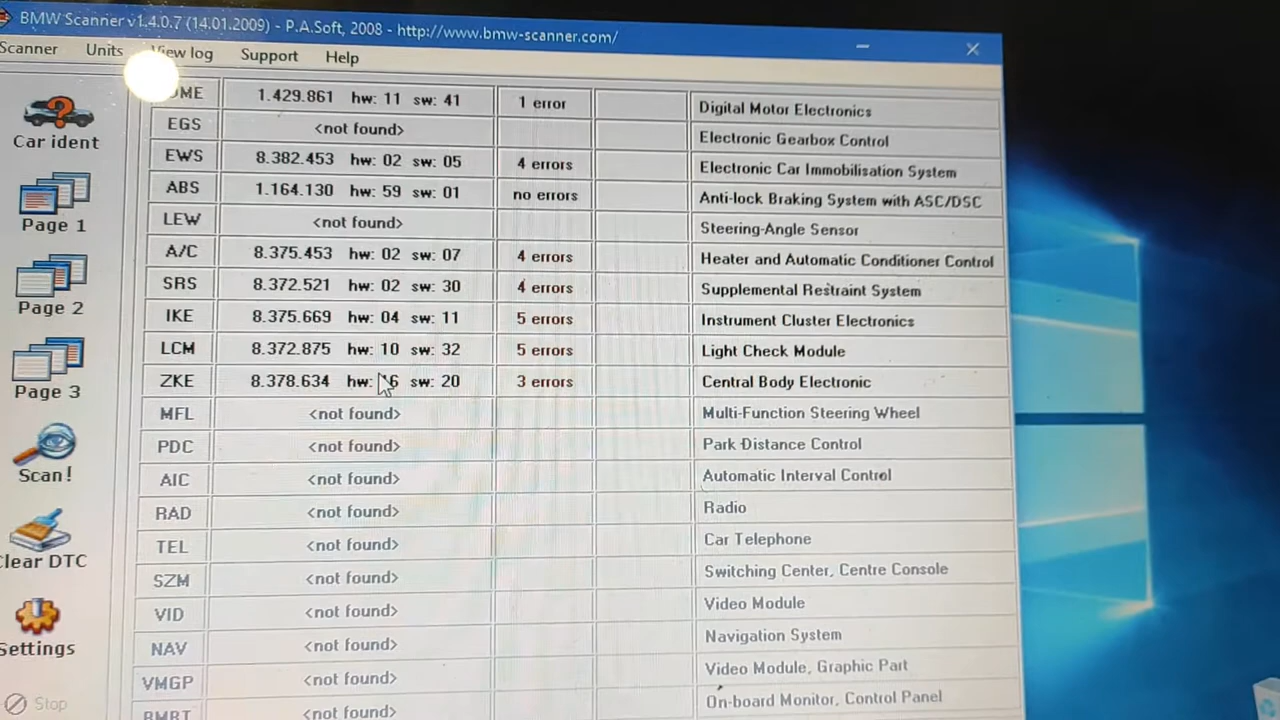 BMW Scanner v1.4.0.7 (14.01.2009) - P.A.Soft, 2008 - http://www.bmw-scanner.com/
Scanner Units View log Support Help
Car ident
Page 1
Page 2
Page 3
Scan!
Clear DTC
Settings
Stop
DME 1.429.861 hw: 11 sw: 41 1 error Digital Motor Electronics
EGS <not found> Electronic Gearbox Control
EWS 8.382.453 hw: 02 sw: 05 4 errors Electronic Car Immobilisation System
ABS 1.164.130 hw: 59 sw: 01 no errors Anti-lock Braking System with ASC/DSC
LEW <not found> Steering-Angle Sensor
A/C 8.375.453 hw: 02 sw: 07 4 errors Heater and Automatic Conditioner Control
SRS 8.372.521 hw: 02 sw: 30 4 errors Supplemental Restraint System
IKE 8.375.669 hw: 04 sw: 11 5 errors Instrument Cluster Electronics
LCM 8.372.875 hw: 10 sw: 32 5 errors Light Check Module
ZKE 8.378.634 hw: sw: 20 3 errors Central Body Electronic
MFL <not found> Multi-Function Steering Wheel
PDC <not found> Park Distance Control
AIC <not found> Automatic Interval Control
RAD <not found> Radio
TEL <not found> Car Telephone
SZM <not found> Switching Center, Centre Console
VID <not found> Video Module
NAV <not found> Navigation System
VMGP <not found> Video Module, Graphic Part
BMBT <not found> On-board Monitor, Control Panel